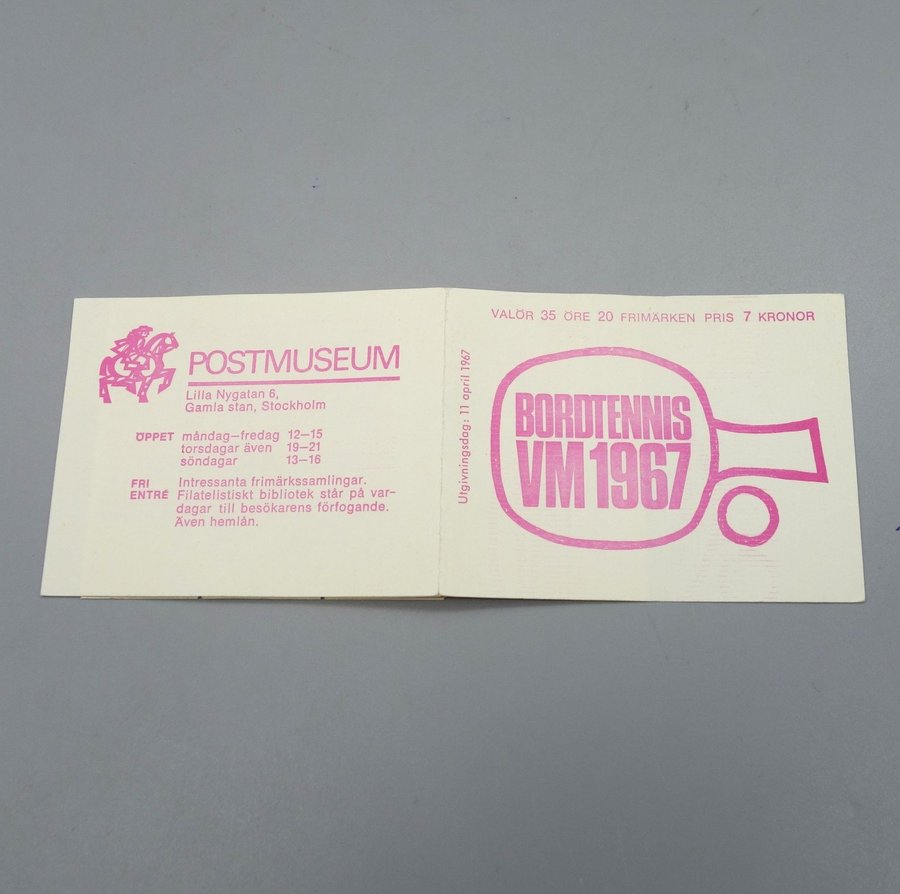 POSTMUSEUM
Lilla Nygatan 6,
Gamla stan, Stockholm
ÖPPET måndag–fredag 12–15
torsdagar även 19–21
söndagar 13–16
FRI ENTRÉ
Intressanta frimärkssamlingar.
Filatelistiskt bibliotek står på var-
dagar till besökarens förfogande.
Även hemlån.
VALÖR 35 ÖRE 20 FRIMÄRKEN PRIS 7 KRONOR
Utgivningsdag: 11 april 1967
BORDTENNIS
VM 1967